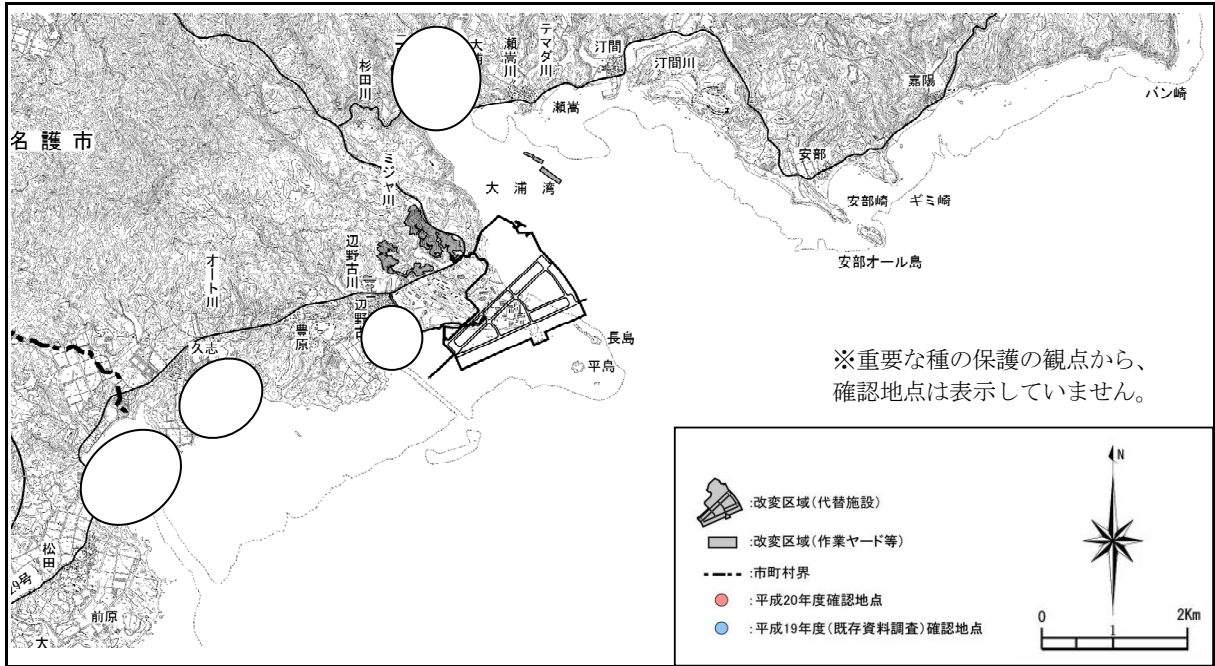 名護市
杉田川
大
瀬嵩川
テマダ川
汀間
汀間川
瀬嵩
嘉陽
バン崎
安部
安部崎
ギミ崎
安部オール島
大浦湾
ミジャ川
辺野古川
辺野古
オート川
久志
豊原
長島
平島
松田
前原
大
※重要な種の保護の観点から、
確認地点は表示していません。
:改変区域(代替施設)
:改変区域(作業ヤード等)
:市町村界
:平成20年度確認地点
:平成19年度(既存資料調査)確認地点
N
0 1 2Km